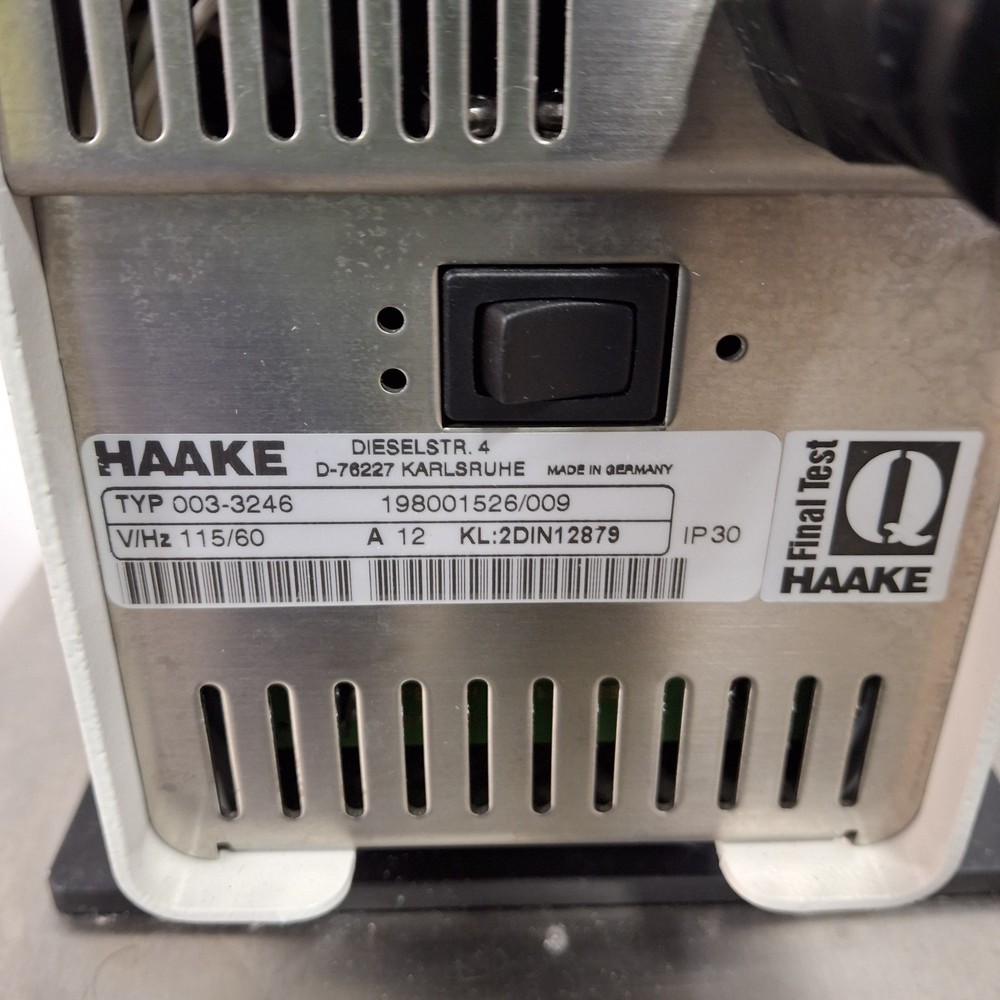 HAAKE
DIESELSTR. 4
D-76227 KARLSRUHE MADE IN GERMANY
TYP 003-3246 198001526/009
V/Hz 115/60 A 12 KL:2DIN12879 IP30
Final Test
Q
HAAKE